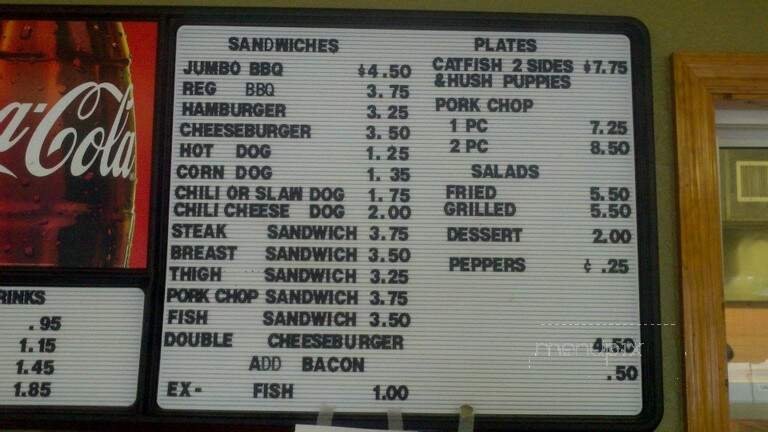 Coca-Cola
SANDWICHES
JUMBO BBQ $4.50
REG BBQ 3.75
HAMBURGER 3.25
CHEESEBURGER 3.50
HOT DOG 1.25
CORN DOG 1.35
CHILI OR SLAW DOG 1.75
CHILI CHEESE DOG 2.00
STEAK SANDWICH 3.75
BREAST SANDWICH 3.50
THIGH SANDWICH 3.25
PORK CHOP SANDWICH 3.75
FISH SANDWICH 3.50
DOUBLE CHEESEBURGER 4.50
ADD BACON .50
EX- FISH 1.00
PLATES
CATFISH 2 SIDES $7.75
& HUSH PUPPIES
PORK CHOP
1 PC 7.25
2 PC 8.50
SALADS
FRIED 5.50
GRILLED 5.50
DESSERT 2.00
PEPPERS ¢ .25
RINKS
.95
1.15
1.45
1.85
menupix